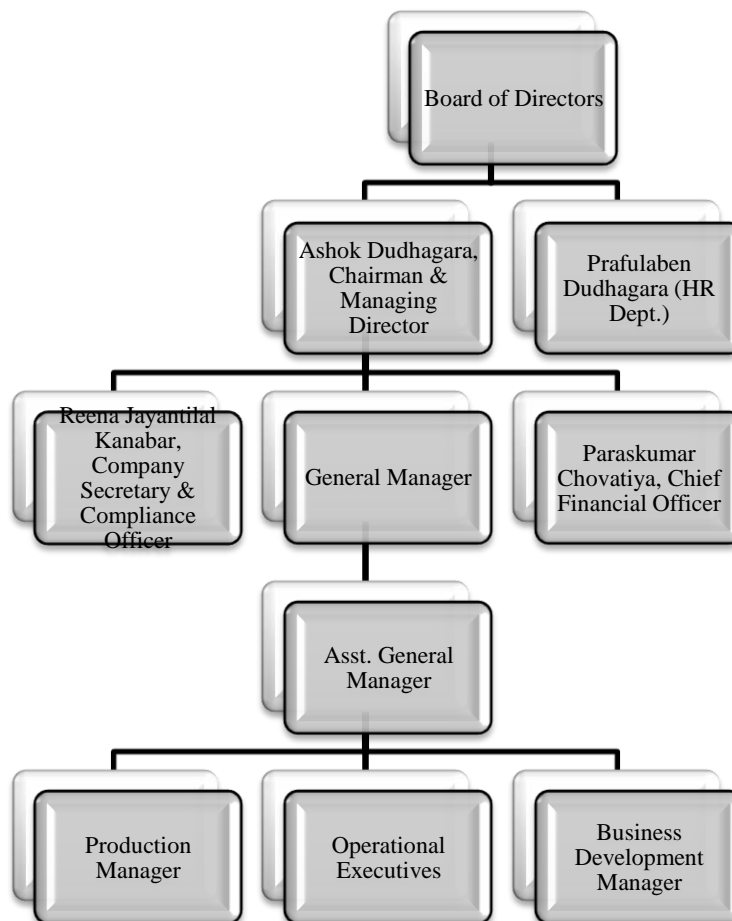 Board of Directors
Ashok Dudhagara,
Chairman &
Managing
Director
Prafulaben
Dudhagara (HR
Dept.)
Reena Jayantilal
Kanabar,
Company
Secretary &
Compliance
Officer
General Manager
Paraskumar
Chovatiya, Chief
Financial Officer
Asst. General
Manager
Production
Manager
Operational
Executives
Business
Development
Manager